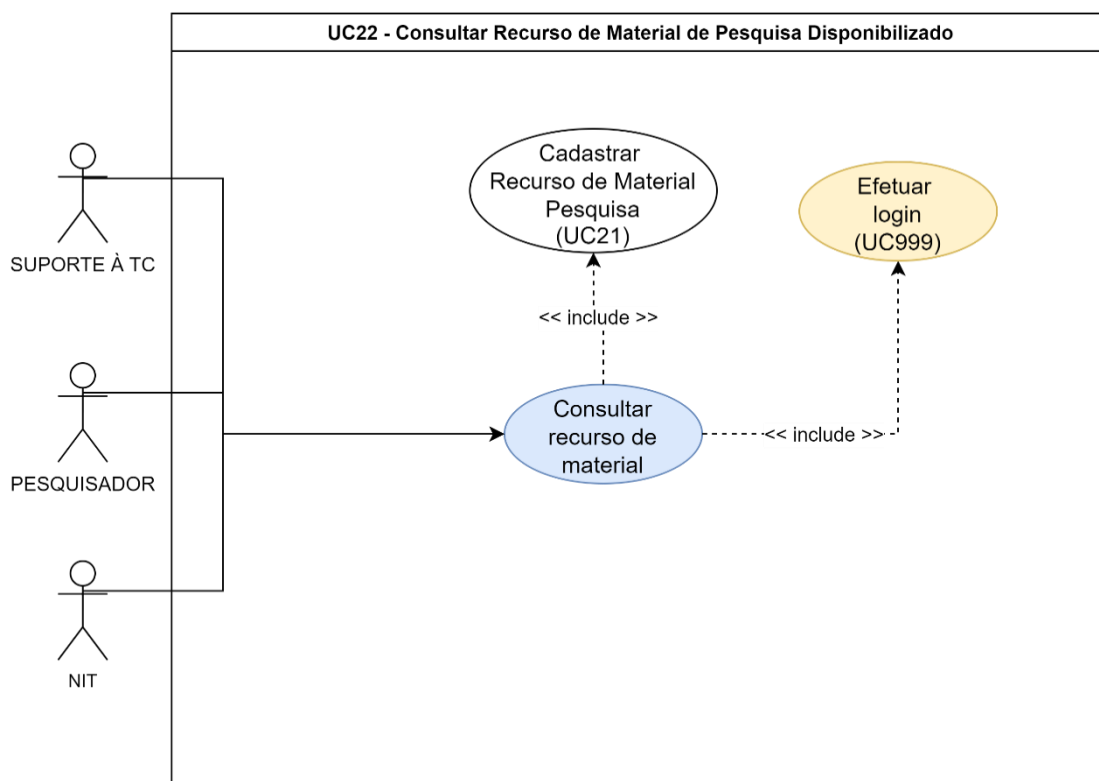 UC22 - Consultar Recurso de Material de Pesquisa Disponibilizado
SUPORTE À TC
PESQUISADOR
NIT
Cadastrar
Recurso de Material
Pesquisa
(UC21)
Efetuar
login
(UC999)
<< include >>
Consultar
recurso de
material
<< include >>